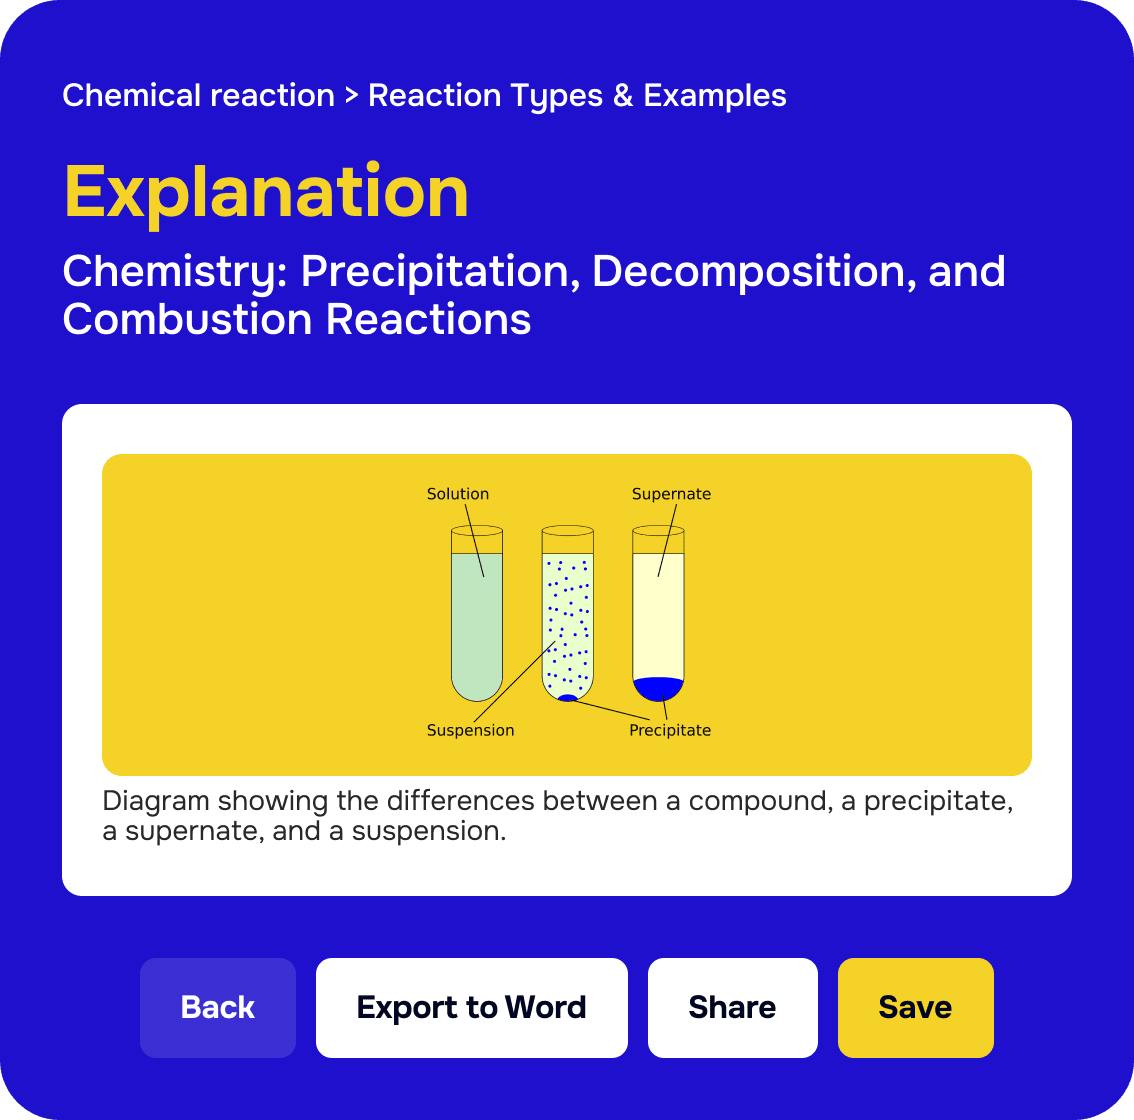 Chemical reaction > Reaction Types & Examples
Explanation
Chemistry: Precipitation, Decomposition, and
Combustion Reactions
Solution
Supernate
Suspension
Precipitate
Diagram showing the differences between a compound, a precipitate,
a supernate, and a suspension.
Back
Export to Word
Share
Save